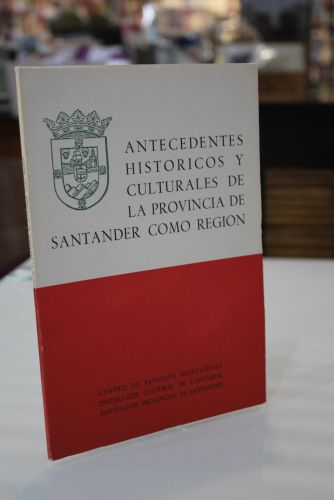 ANTECEDENTES
HISTORICOS Y
CULTURALES DE
LA PROVINCIA DE
SANTANDER COMO REGION
CENTRO DE ESTUDIOS MONTAÑESES
INSTITUCION CULTURAL DE CANTABRIA
DIPUTACION PROVINCIAL DE SANTANDER